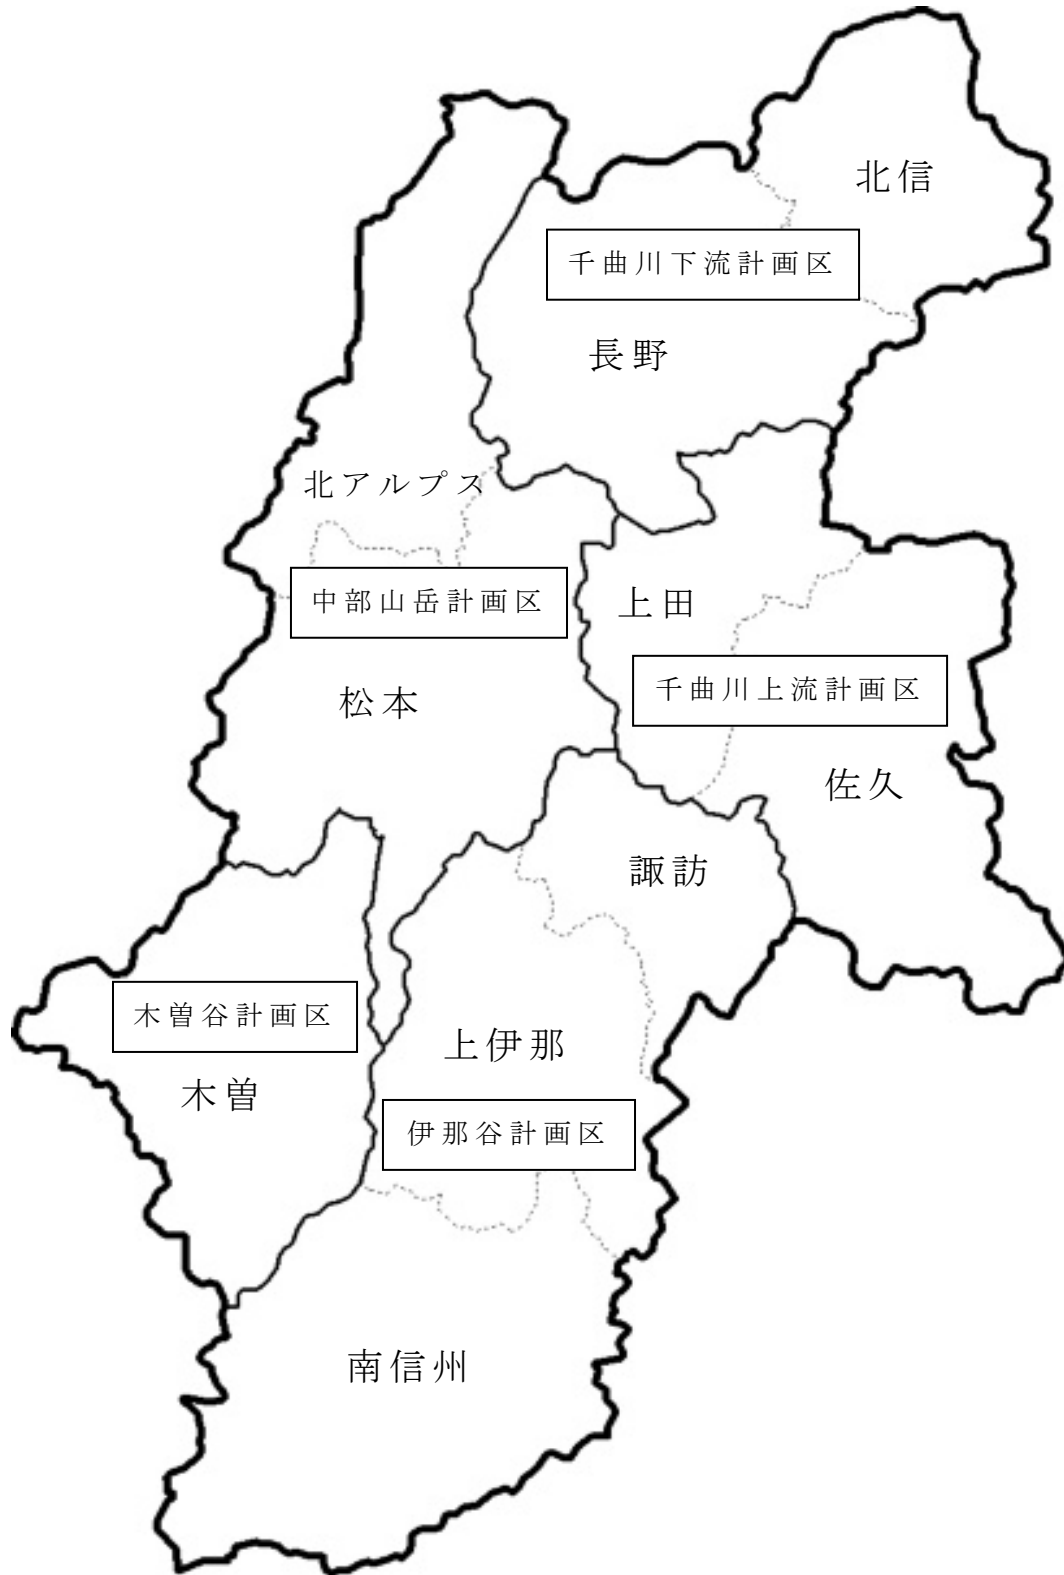 北信
千曲川下流計画区
長野
北アルプス
中部山岳計画区
上田
千曲川上流計画区
松本
佐久
諏訪
木曽谷計画区
上伊那
木曽
伊那谷計画区
南信州